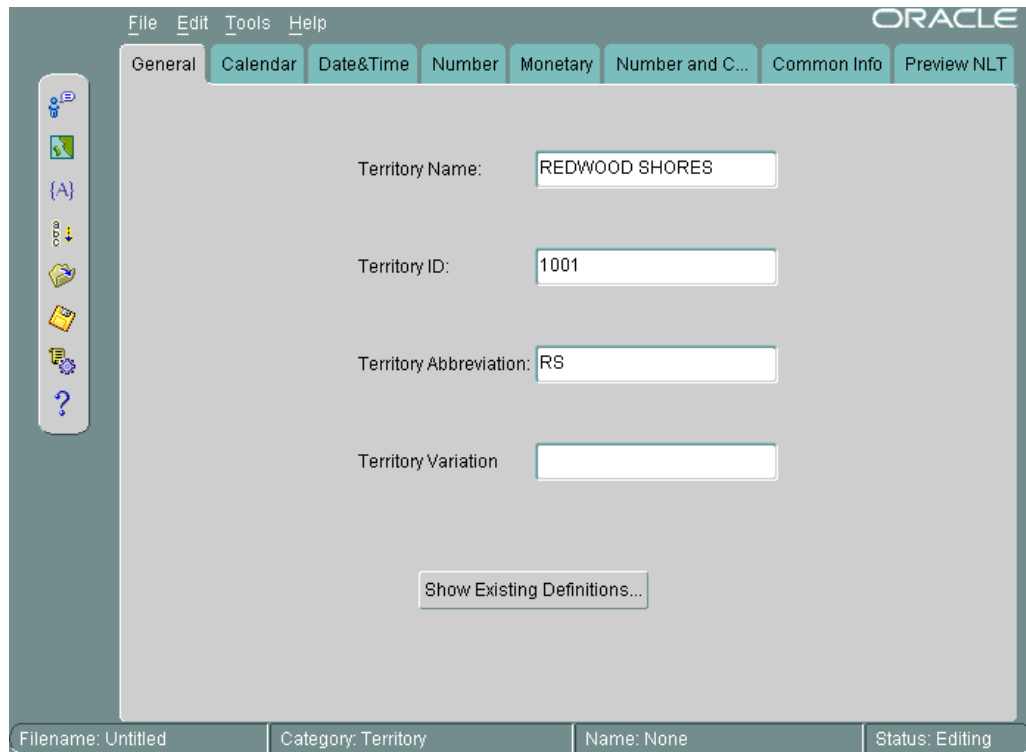 File Edit Tools Help
ORACLE
General Calendar Date&Time Number Monetary Number and C... Common Info Preview NLT
{A}
a
b
c
?
Territory Name: REDWOOD SHORES
Territory ID: 1001
Territory Abbreviation: RS
Territory Variation
Show Existing Definitions...
Filename: Untitled Category: Territory Name: None Status: Editing